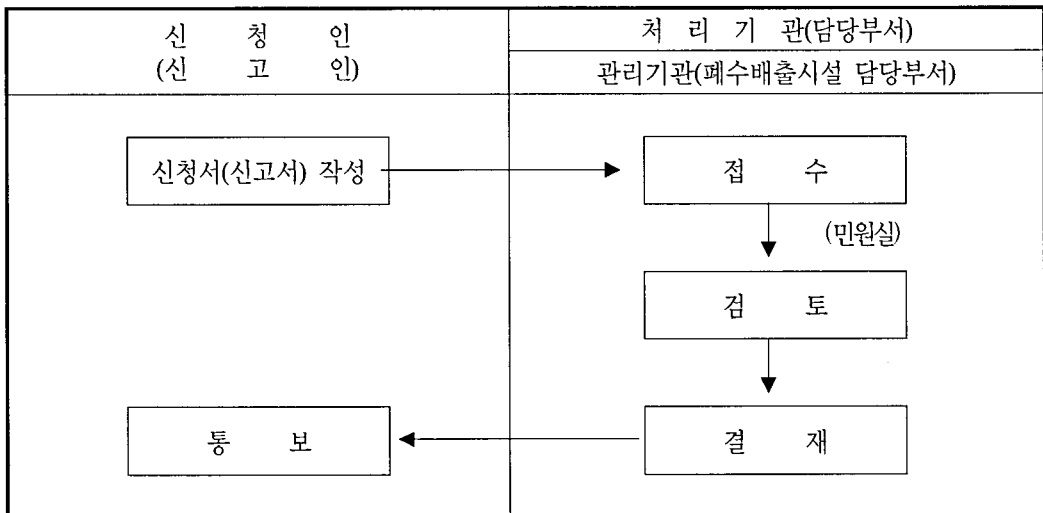 신 청 인
(신 고 인)
처 리 기 관(담당부서)
관리기관(폐수배출시설 담당부서)
신청서(신고서) 작성
접 수
(민원실)
검 토
통 보
결 재